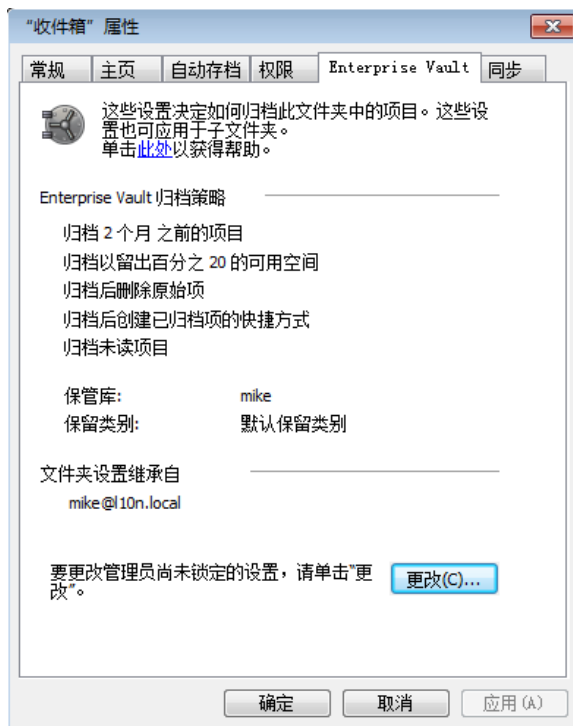 “收件箱”属性
常规 主页 自动存档 权限 Enterprise Vault 同步
这些设置决定如何归档此文件夹中的项目。这些设
置也可应用于子文件夹。
单击此处以获得帮助。
Enterprise Vault 归档策略
归档 2 个月 之前的项目
归档以留出百分之 20 的可用空间
归档后删除原始项
归档后创建已归档项的快捷方式
归档未读项目
保管库: mike
保留类别: 默认保留类别
文件夹设置继承自
mike@l10n.local
要更改管理员尚未锁定的设置，请单击“更
改”。
更改(C)...
确定 取消 应用(A)